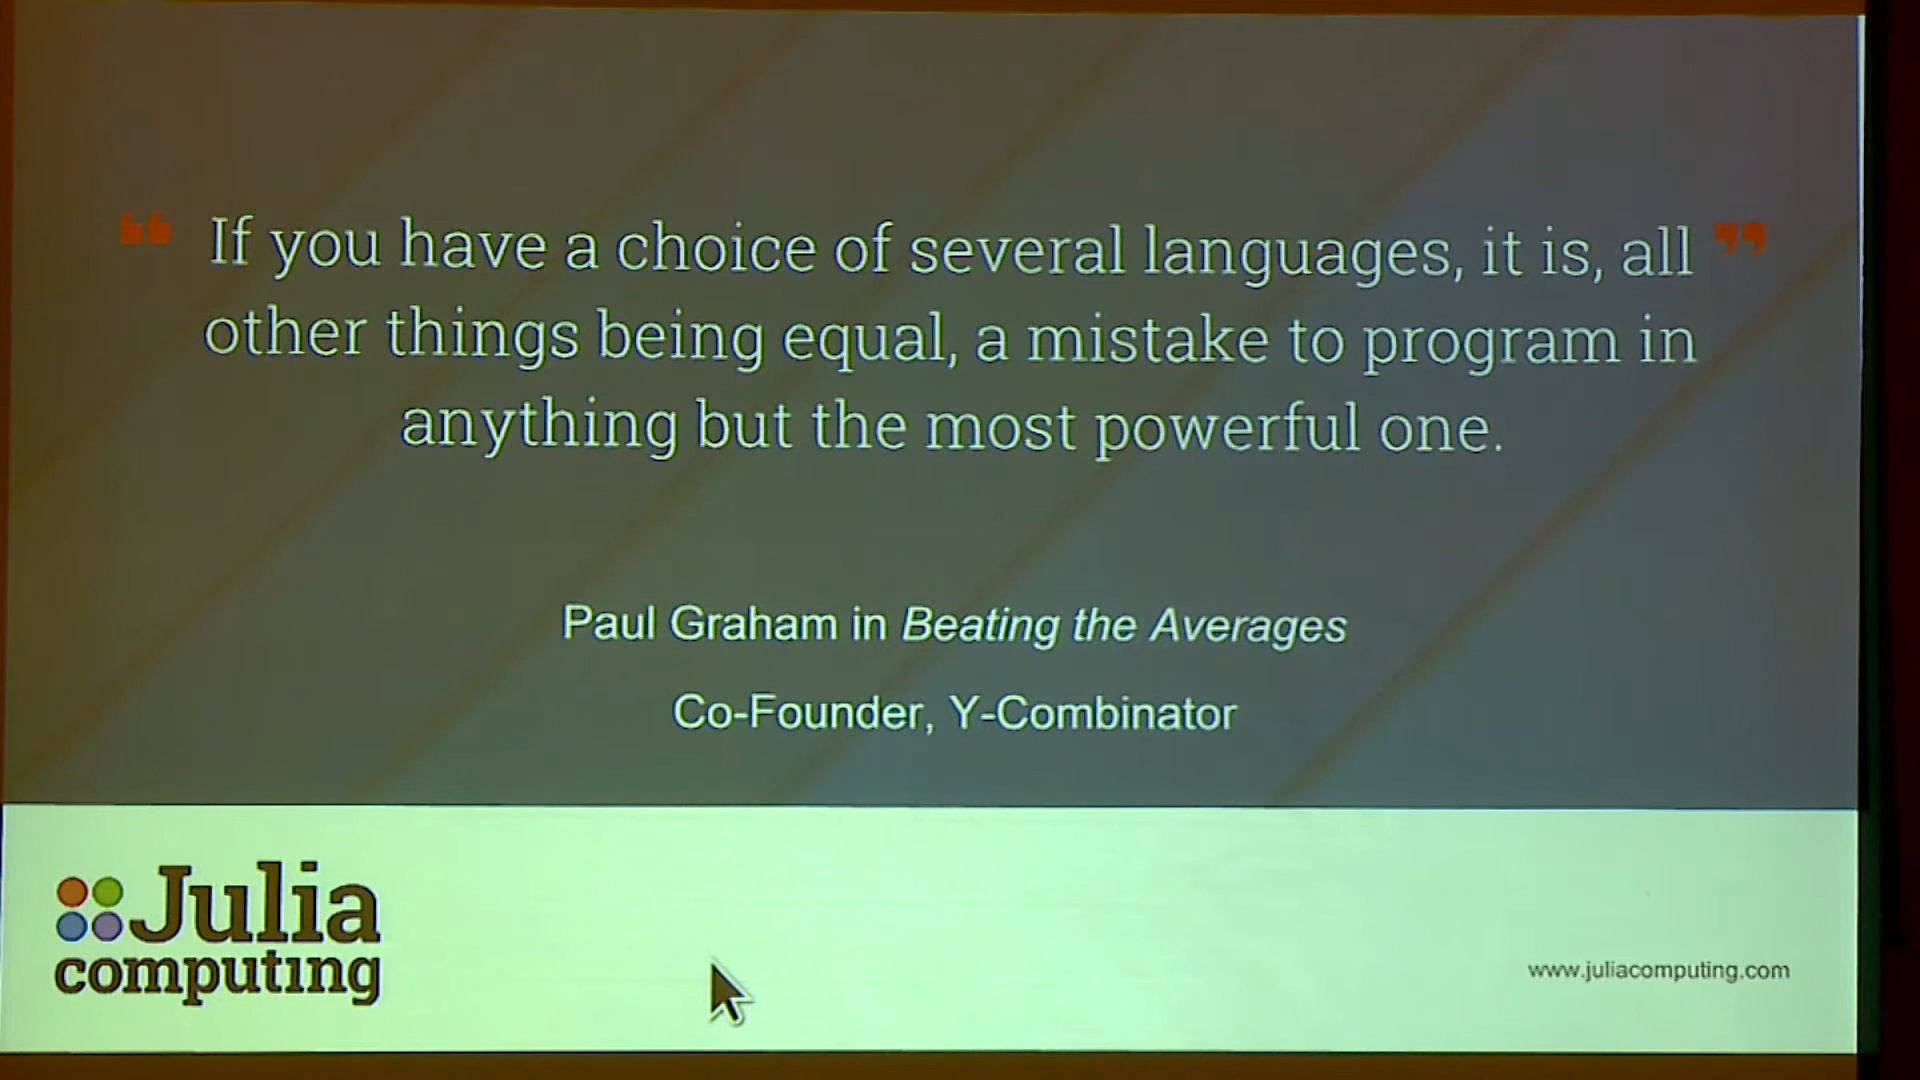 “ If you have a choice of several languages, it is, all ”
other things being equal, a mistake to program in
anything but the most powerful one.
Paul Graham in Beating the Averages
Co-Founder, Y-Combinator
Julia
computing
www.juliacomputing.com